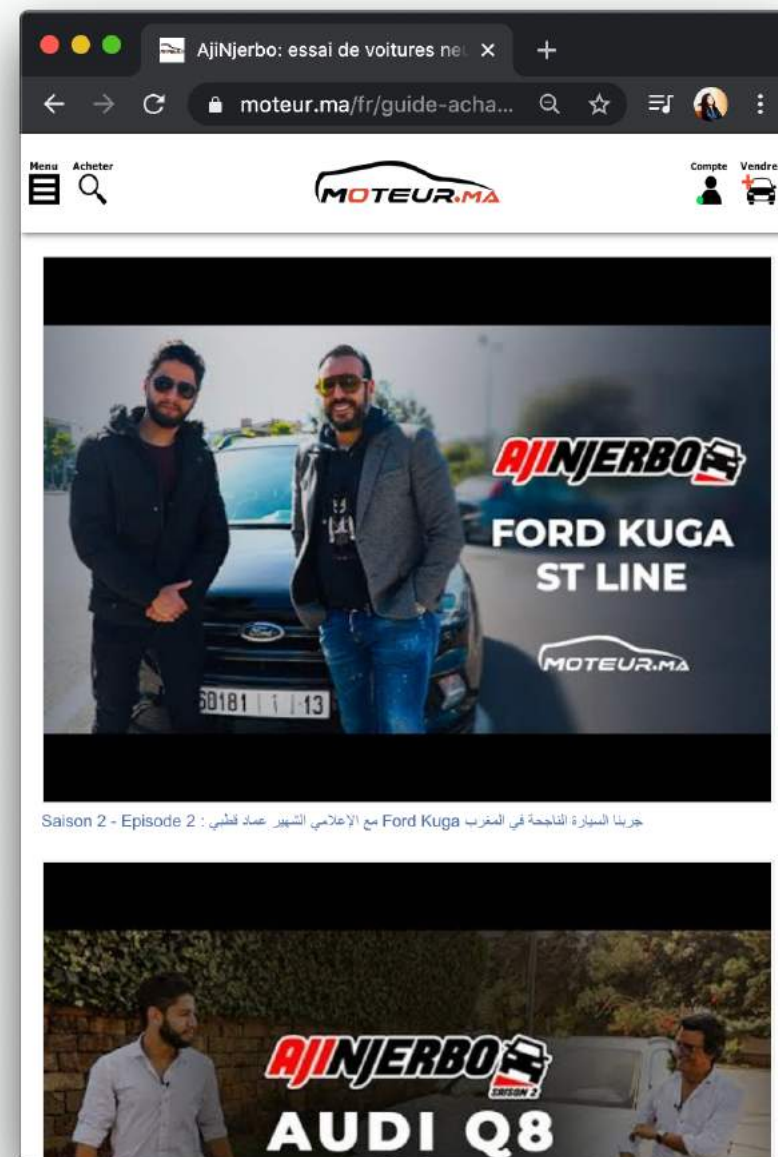 AjiNjerbo: essai de voitures ne
moteur.ma/fr/guide-acha...
Menu
Acheter
MOTEUR.MA
Compte
Vendre
AJINJERBO
FORD KUGA
ST LINE
MOTEUR.MA
Ford
60181 | 1 | 13
Saison 2 - Episode 2 : جربنا السيارة الناجحة في المغرب Ford Kuga مع الإعلامي الشهير عماد قطبي
AJINJERBO
SAISON 2
AUDI Q8